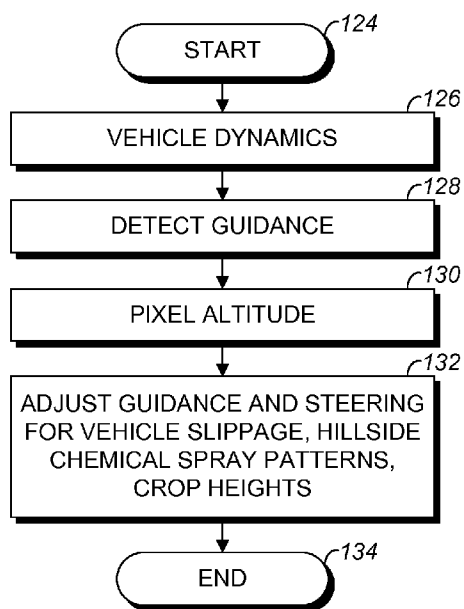 124
START
126
VEHICLE DYNAMICS
128
DETECT GUIDANCE
130
PIXEL ALTITUDE
132
ADJUST GUIDANCE AND STEERING
FOR VEHICLE SLIPPAGE, HILLSIDE
CHEMICAL SPRAY PATTERNS,
CROP HEIGHTS
134
END